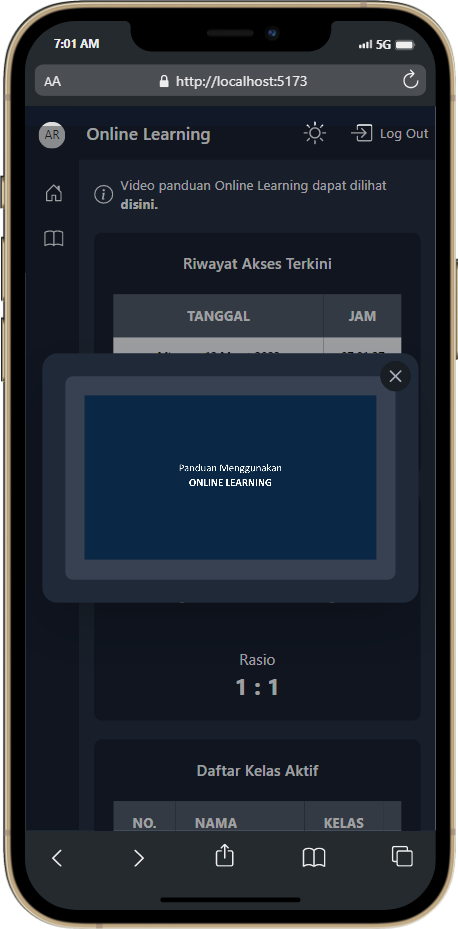 7:01 AM
5G
AA
http://localhost:5173
AR
Online Learning
Log Out
Video panduan Online Learning dapat dilihat
disini.
Riwayat Akses Terkini
TANGGAL
JAM
Panduan Menggunakan
ONLINE LEARNING
Rasio
1 : 1
Daftar Kelas Aktif
NO.
NAMA
KELAS